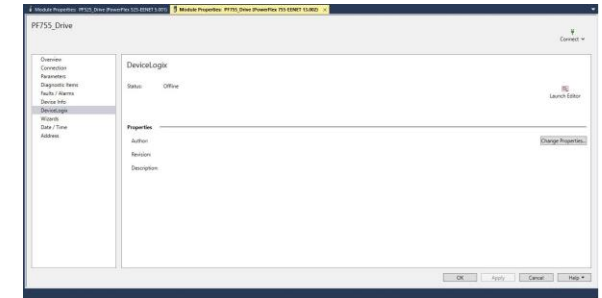 Module Properties: PF525_Drive (PowerFlex 525-EENET 5.001)
Module Properties: PF755_Drive (PowerFlex 755-EENET 13.002)
PF755_Drive
Connect
Overview
Connection
Parameters
Diagnostic Items
Faults / Alarms
Device Info
DeviceLogix
Wizards
Date / Time
Address
DeviceLogix
Status: Offline
Launch Editor
Properties
Author
Change Properties...
Revision
Description
OK
Apply
Cancel
Help